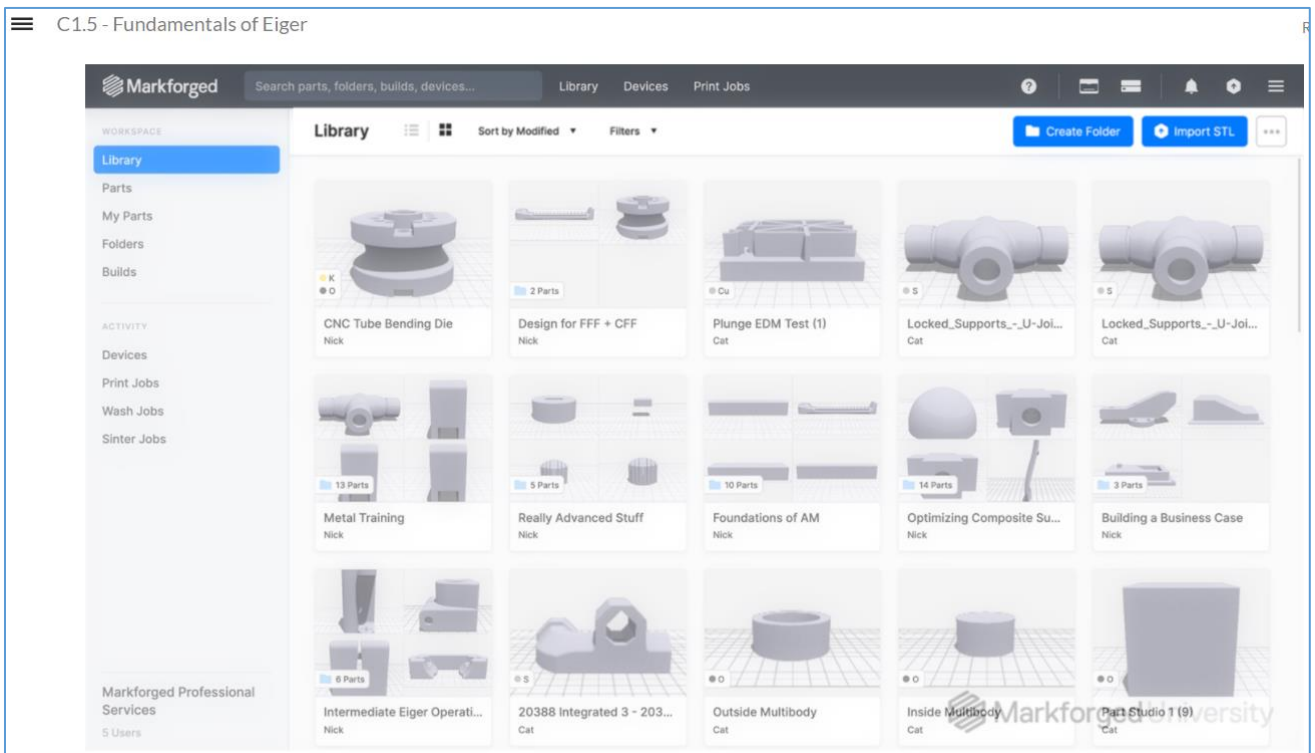 C1.5 - Fundamentals of Eiger
R
Markforged
Search parts, folders, builds, devices...
Library
Devices
Print Jobs
WORKSPACE
Library
Parts
My Parts
Folders
Builds
ACTIVITY
Devices
Print Jobs
Wash Jobs
Sinter Jobs
Markforged Professional
Services
5 Users
Library
Sort by Modified
Filters
Create Folder
Import STL
K
O
CNC Tube Bending Die
Nick
2 Parts
Design for FFF + CFF
Nick
Cu
Plunge EDM Test (1)
Cat
S
Locked_Supports_-_U-Joi...
Cat
S
Locked_Supports_-_U-Joi...
Cat
13 Parts
Metal Training
Nick
5 Parts
Really Advanced Stuff
Nick
10 Parts
Foundations of AM
Nick
14 Parts
Optimizing Composite Su...
Nick
3 Parts
Building a Business Case
Nick
6 Parts
Intermediate Eiger Operati...
Nick
S
20388 Integrated 3 - 203...
Cat
O
Outside Multibody
Cat
O
Inside Multibody
Cat
O
Part Studio 1 (9)
Cat
Markforged University